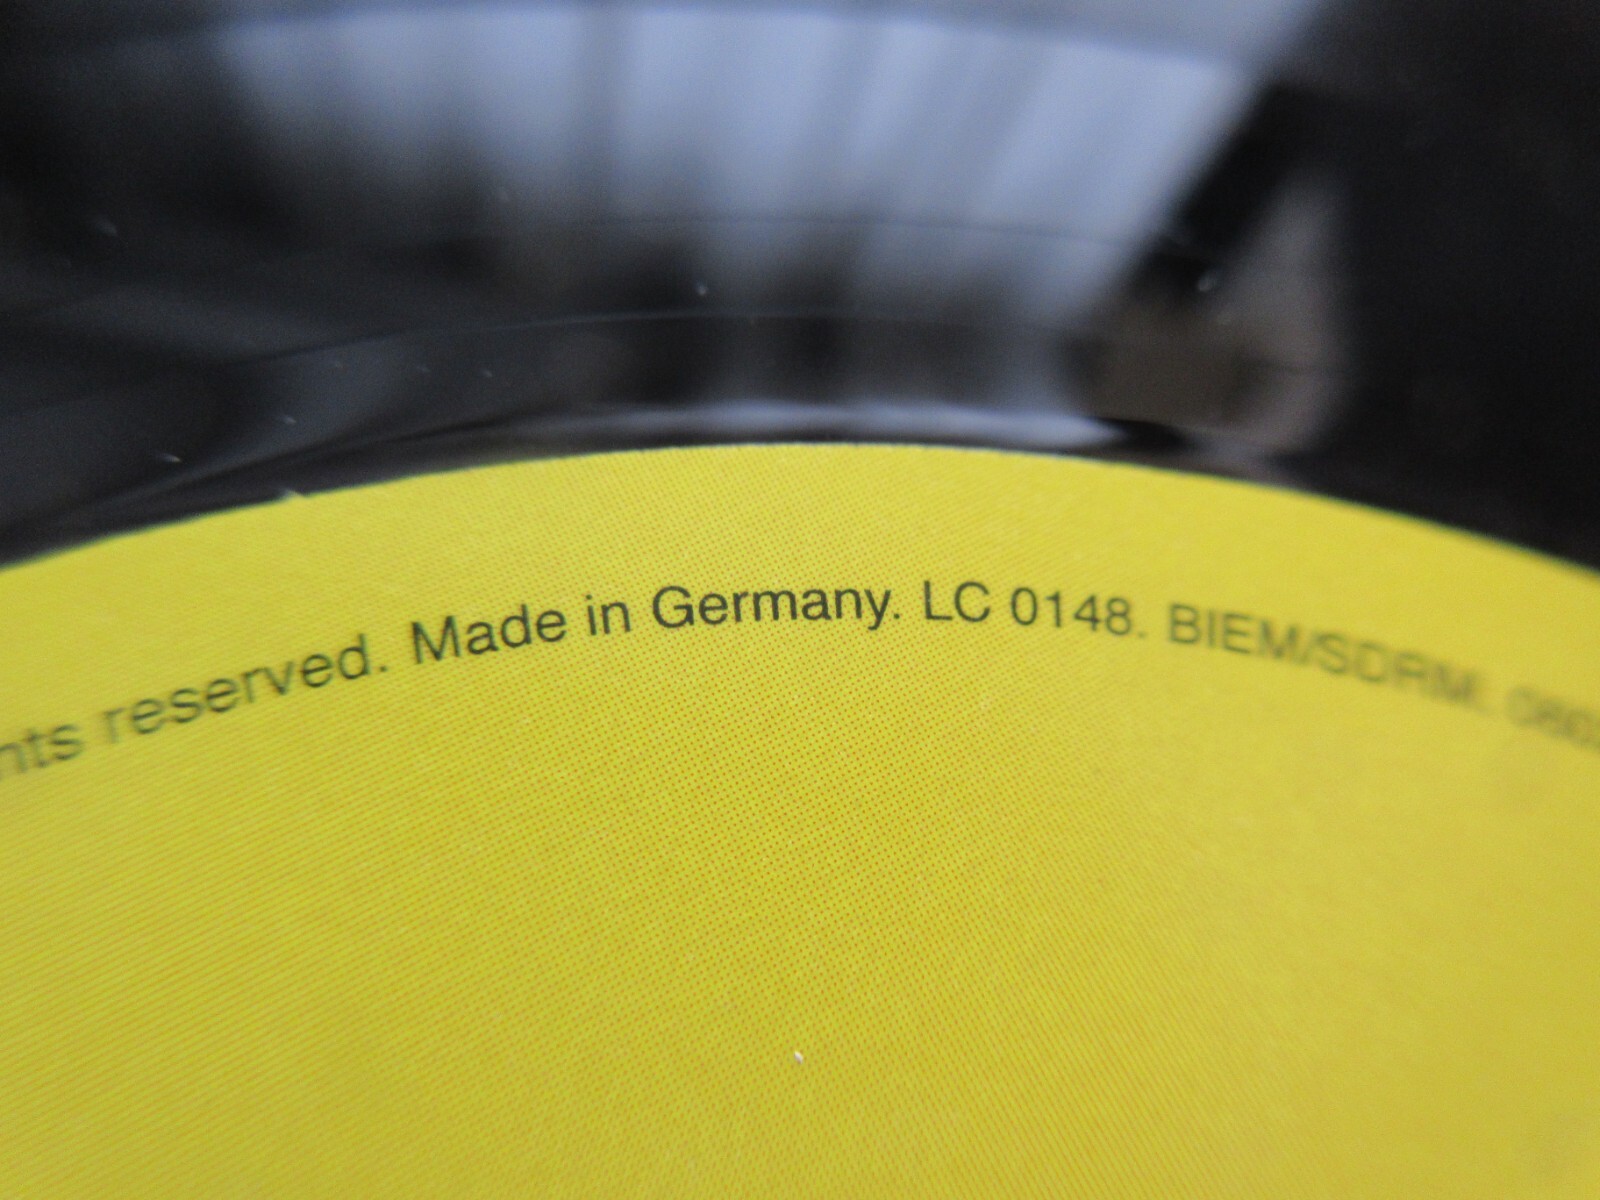 reserved. Made in Germany. LC 0148. BIEM/SDRM.